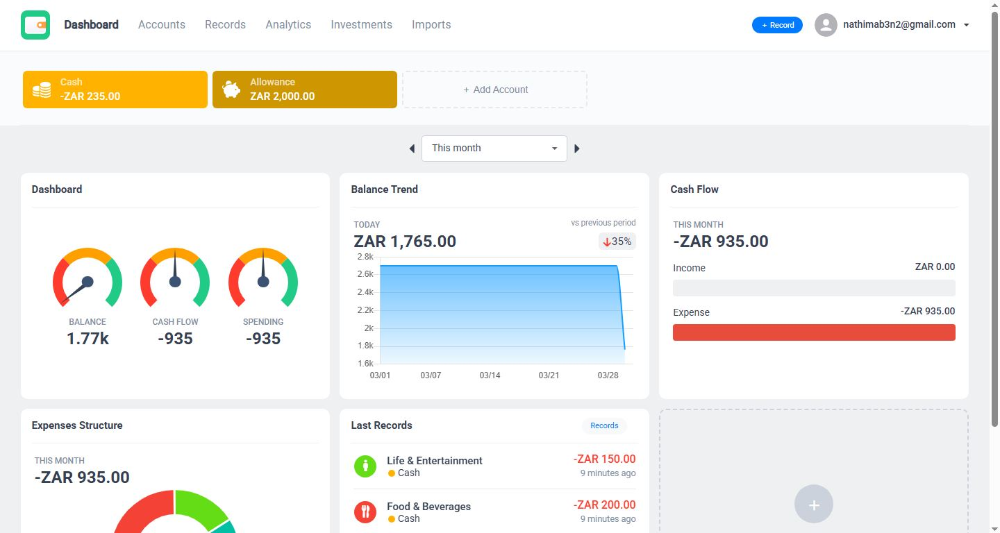 Dashboard Accounts Records Analytics Investments Imports + Record nathimab3n2@gmail.com
Cash
-ZAR 235.00
Allowance
ZAR 2,000.00
+ Add Account
This month
Dashboard
BALANCE CASH FLOW SPENDING
1.77k -935 -935
Balance Trend
TODAY vs previous period
ZAR 1,765.00 35%
2.8k
2.6k
2.4k
2.2k
2k
1.8k
1.6k
03/01 03/07 03/14 03/21 03/28
Cash Flow
THIS MONTH
-ZAR 935.00
Income ZAR 0.00
Expense -ZAR 935.00
Expenses Structure
THIS MONTH
-ZAR 935.00
Last Records Records
Life & Entertainment -ZAR 150.00
Cash 9 minutes ago
Food & Beverages -ZAR 200.00
Cash 9 minutes ago
+